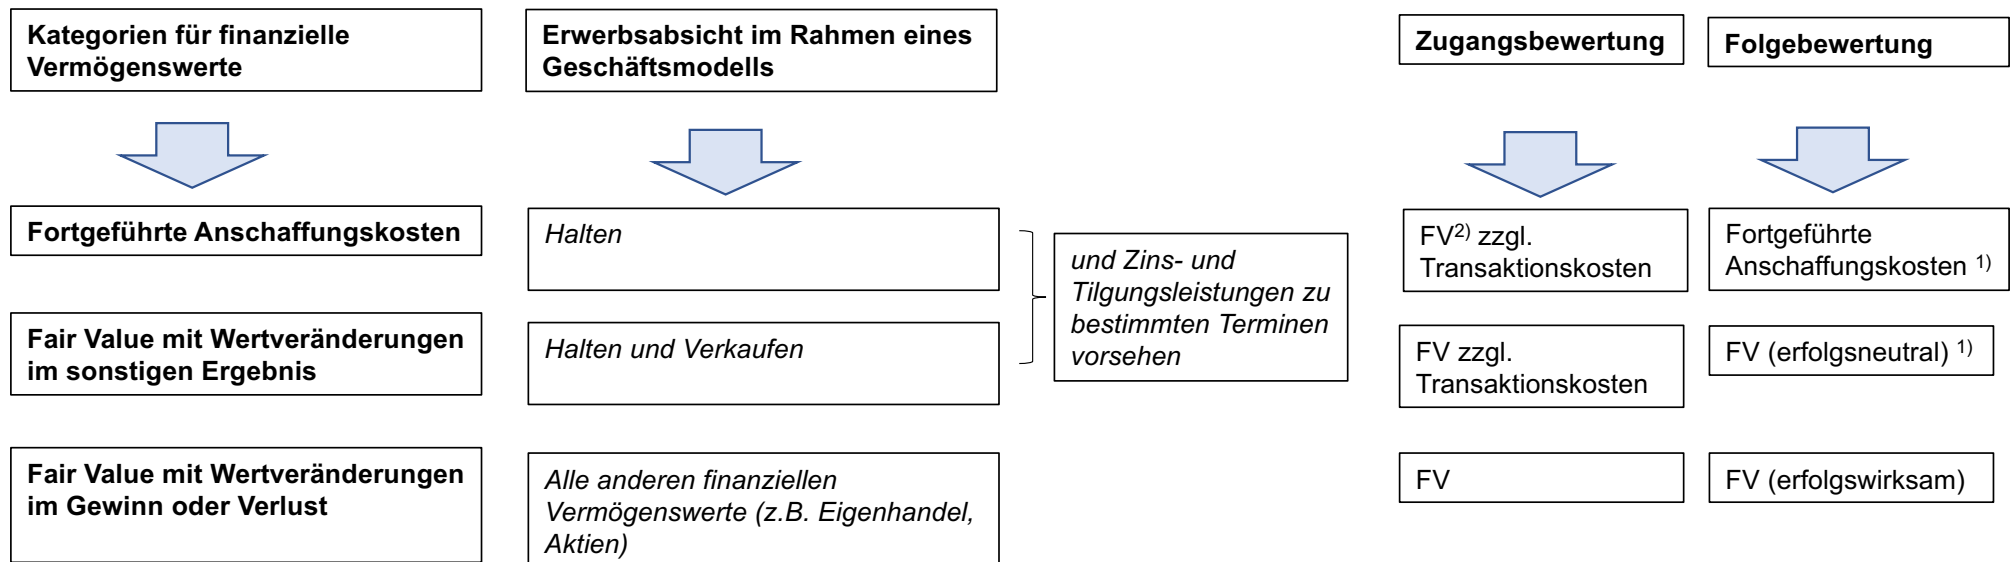 Kategorien für finanzielle
Vermögenswerte
Erwerbsabsicht im Rahmen eines
Geschäftsmodells
Zugangsbewertung
Folgebewertung
Fortgeführte Anschaffungskosten
Halten
und Zins- und
Tilgungsleistungen zu
bestimmten Terminen
vorsehen
FV2) zzgl.
Transaktionskosten
Fortgeführte
Anschaffungskosten 1)
Fair Value mit Wertveränderungen
im sonstigen Ergebnis
Halten und Verkaufen
FV zzgl.
Transaktionskosten
FV (erfolgsneutral) 1)
Fair Value mit Wertveränderungen
im Gewinn oder Verlust
Alle anderen finanziellen
Vermögenswerte (z.B. Eigenhandel,
Aktien)
FV
FV (erfolgswirksam)